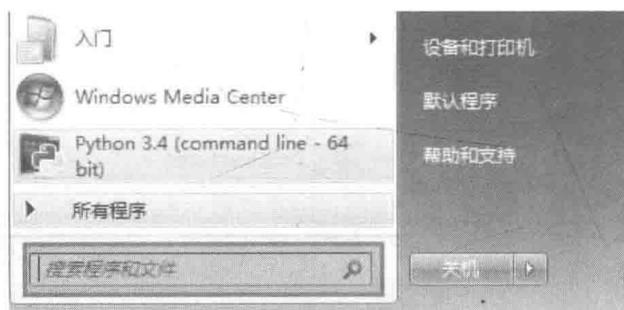 入门
Windows Media Center
Python 3.4 (command line - 64
bit)
所有程序
搜索程序和文件
设备和打印机
默认程序
帮助和支持
关机